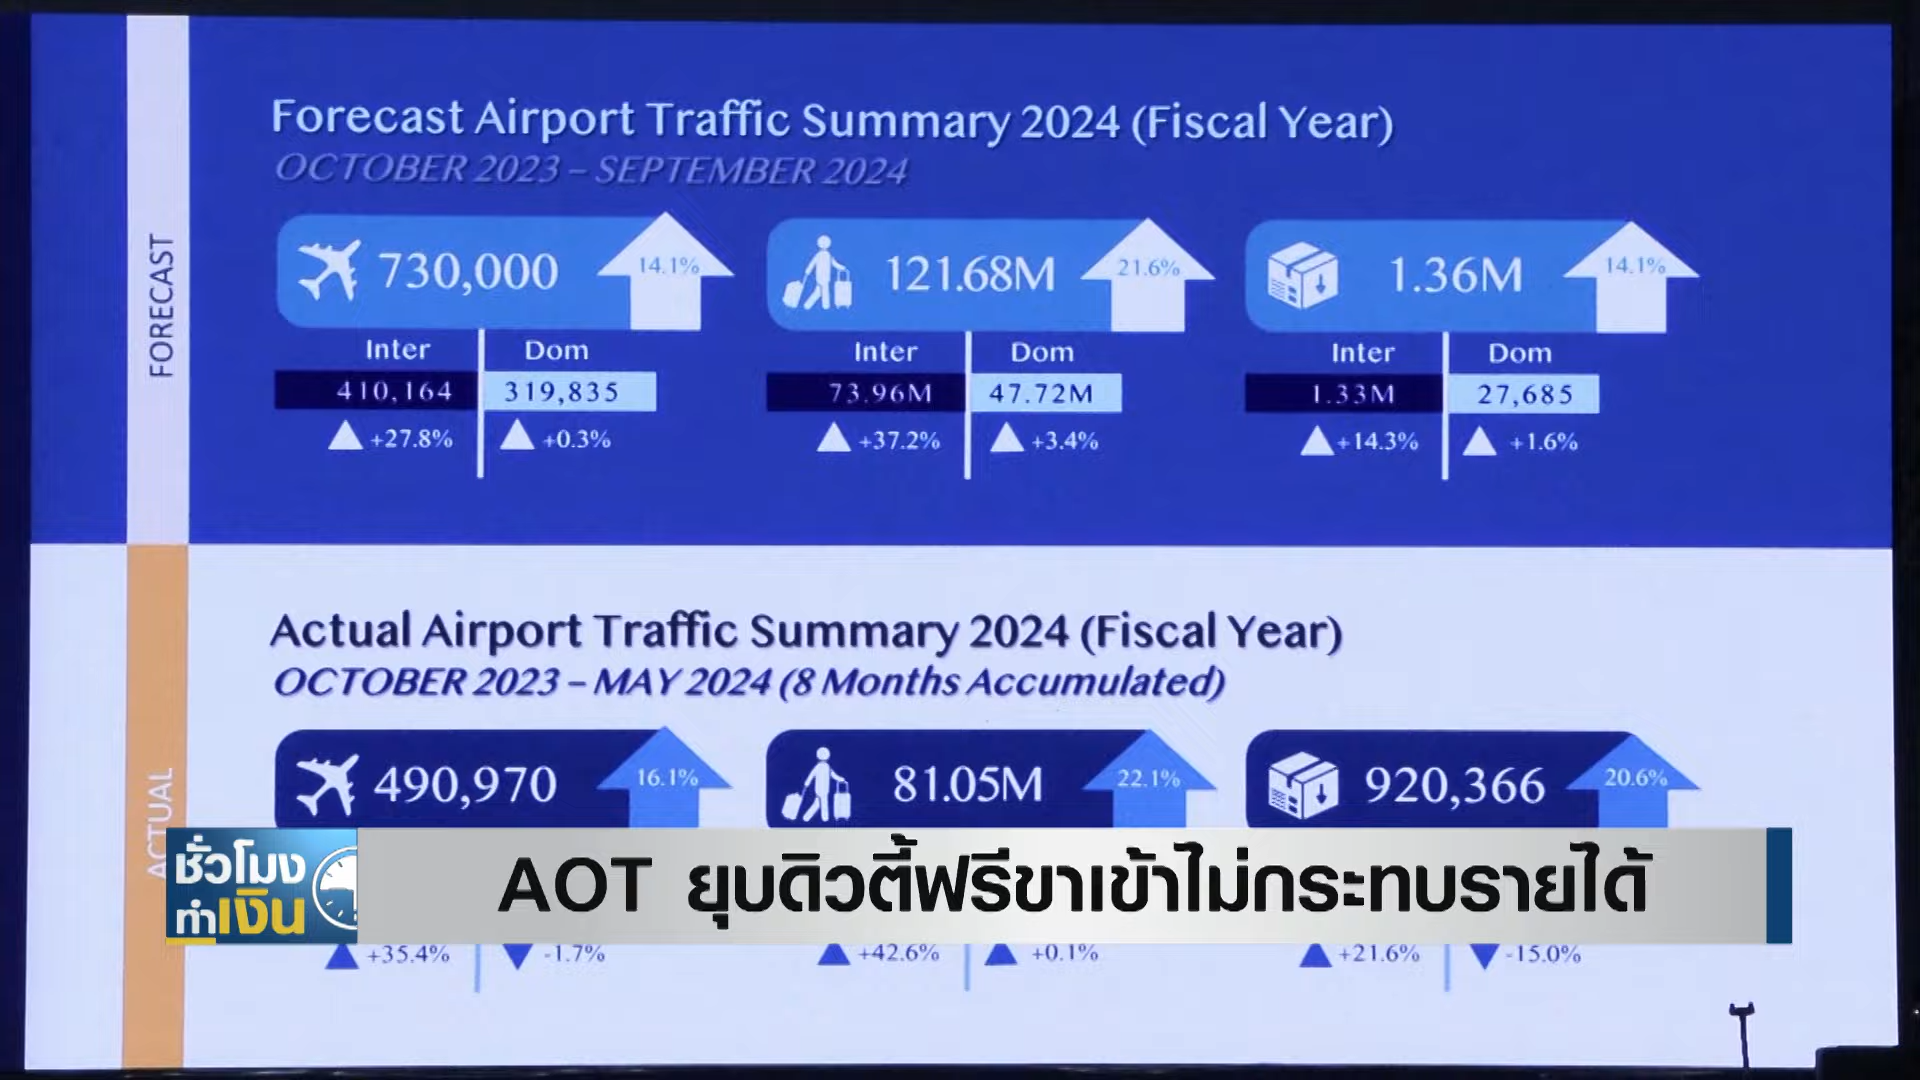 Forecast Airport Traffic Summary 2024 (Fiscal Year)
OCTOBER 2023 – SEPTEMBER 2024
FORECAST
730,000 14.1%
Inter Dom
410,164 319,835
+27.8% +0.3%
121.68M 21.6%
Inter Dom
73.96M 47.72M
+37.2% +3.4%
1.36M 14.1%
Inter Dom
1.33M 27,685
+14.3% +1.6%
Actual Airport Traffic Summary 2024 (Fiscal Year)
OCTOBER 2023 – MAY 2024 (8 Months Accumulated)
ACTUAL
490,970 16.1%
81.05M 22.1%
920,366 20.6%
ชั่วโมง
ทำเงิน
AOT ยุบดิวตี้ฟรีขาเข้าไม่กระทบรายได้
+35.4% -1.7%
+42.6% +0.1%
+21.6% -15.0%